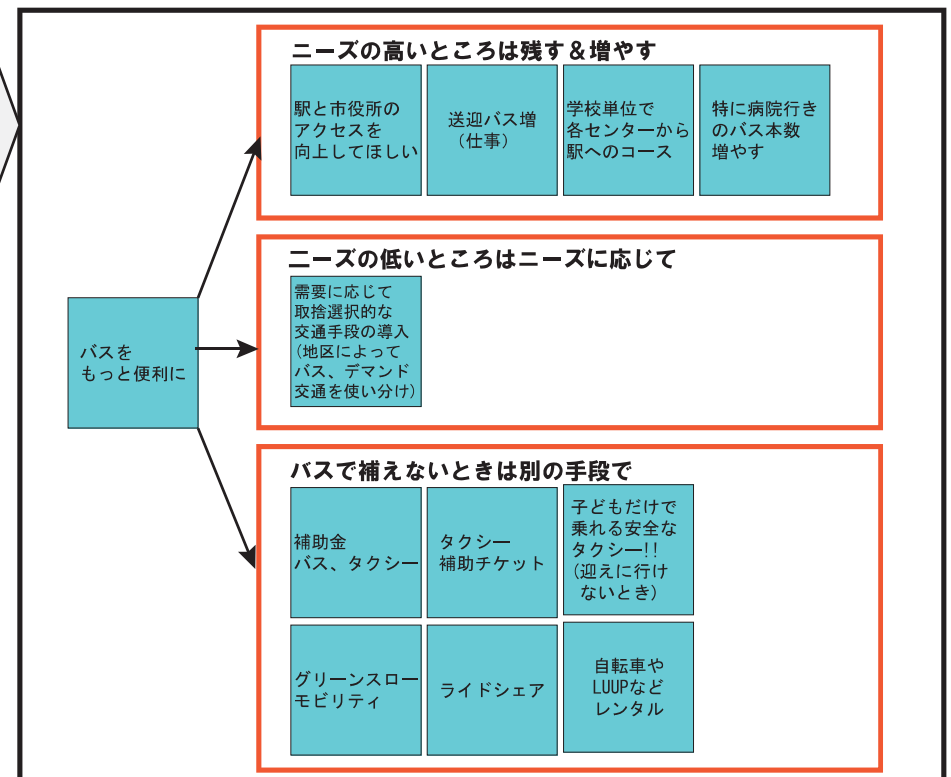 ニーズの高いところは残す＆増やす
駅と市役所の
アクセスを
向上してほしい
送迎バス増
（仕事）
学校単位で
各センターから
駅へのコース
特に病院行き
のバス本数
増やす
バスを
もっと便利に
ニーズの低いところはニーズに応じて
需要に応じて
取捨選択的な
交通手段の導入
(地区によって
バス、デマンド
交通を使い分け)
バスで補えないときは別の手段で
補助金
バス、タクシー
タクシー
補助チケット
子どもだけで
乗れる安全な
タクシー!!
(迎えに行け
ないとき)
グリーンスロー
モビリティ
ライドシェア
自転車や
LUUPなど
レンタル